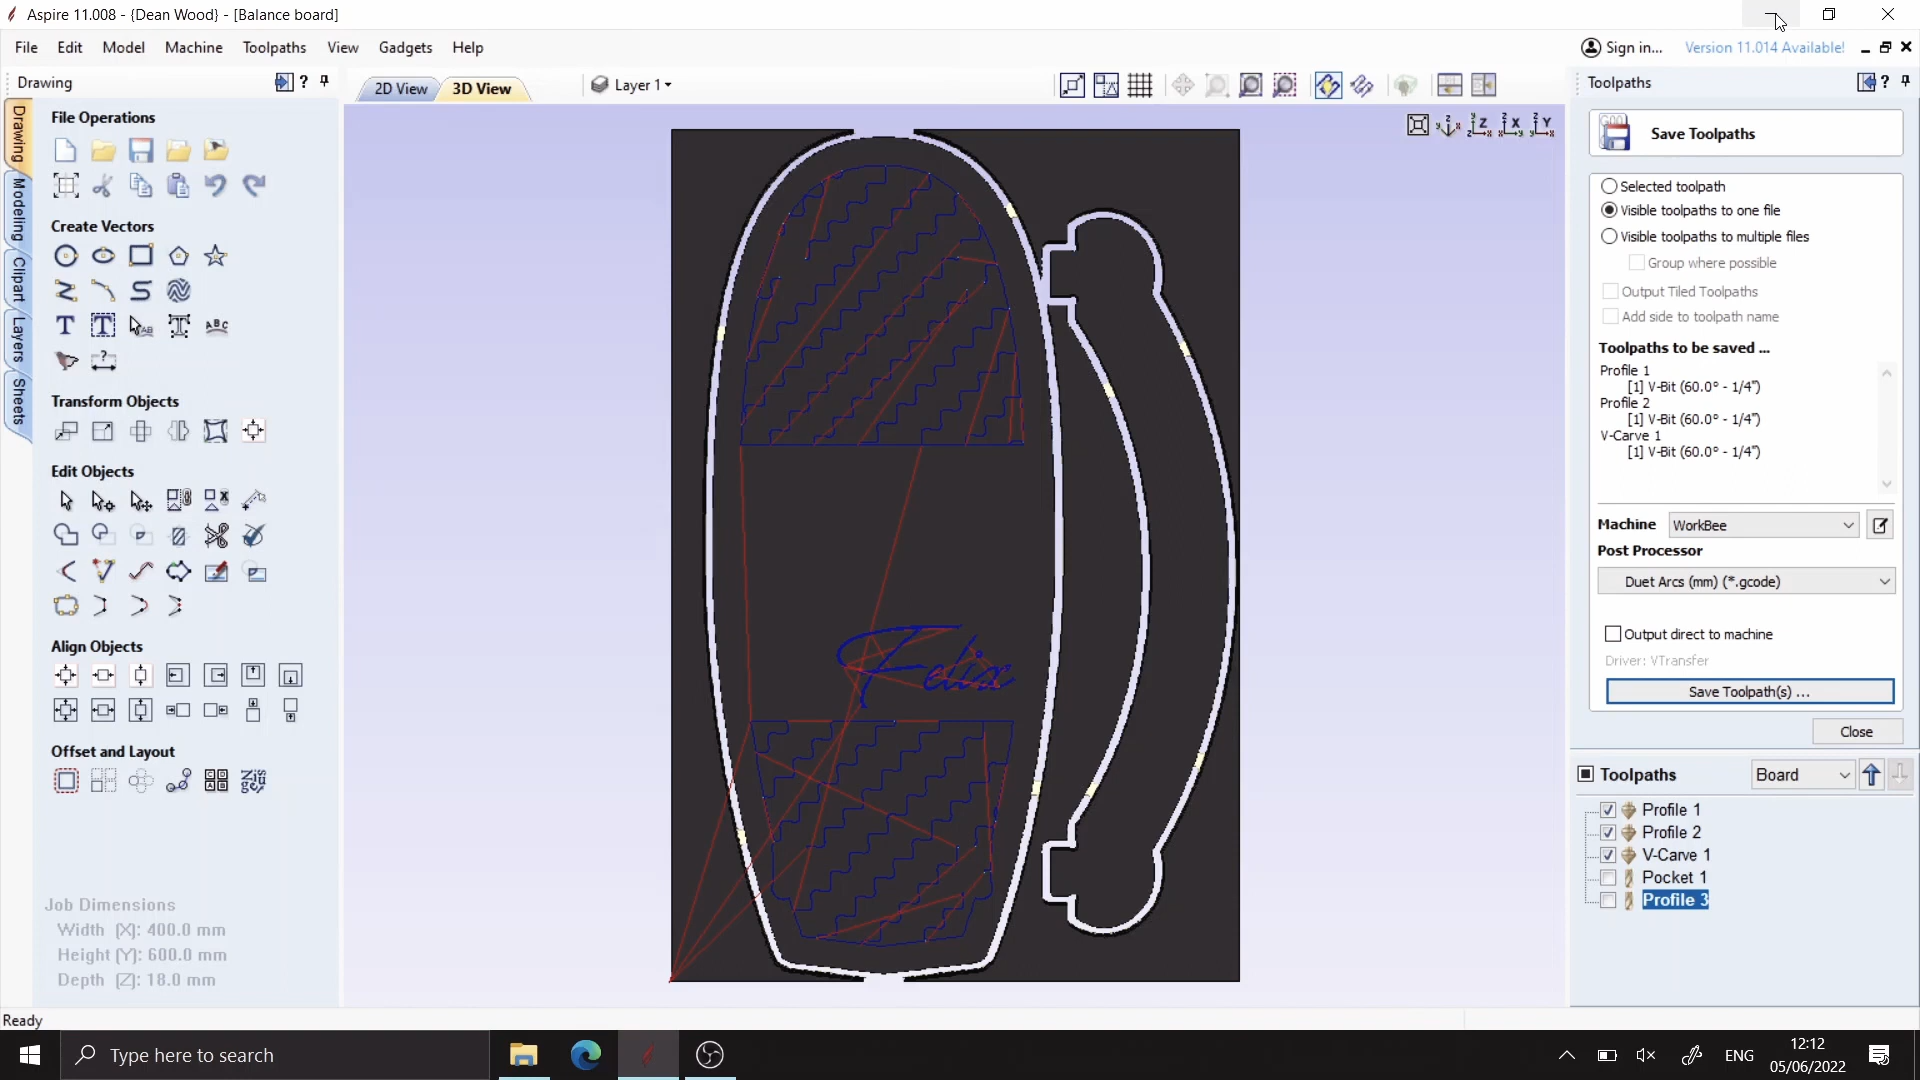 Aspire 11.008 - {Dean Wood} - [Balance board]
File Edit Model Machine Toolpaths View Gadgets Help
Sign in... Version 11.014 Available!
Drawing
2D View 3D View Layer 1
Toolpaths
Drawing
Modeling
Clipart
Layers
Sheets
File Operations
Create Vectors
Transform Objects
Edit Objects
Align Objects
Offset and Layout
Job Dimensions
Width (X): 400.0 mm
Height (Y): 600.0 mm
Depth (Z): 18.0 mm
Ready
Felix
Save Toolpaths
Selected toolpath
Visible toolpaths to one file
Visible toolpaths to multiple files
Group where possible
Output Tiled Toolpaths
Add side to toolpath name
Toolpaths to be saved ...
Profile 1
[1] V-Bit (60.0° - 1/4")
Profile 2
[1] V-Bit (60.0° - 1/4")
V-Carve 1
[1] V-Bit (60.0° - 1/4")
Machine WorkBee
Post Processor
Duet Arcs (mm) (*.gcode)
Output direct to machine
Driver: VTransfer
Save Toolpath(s) ...
Close
Toolpaths Board
Profile 1
Profile 2
V-Carve 1
Pocket 1
Profile 3
Type here to search
ENG
12:12
05/06/2022